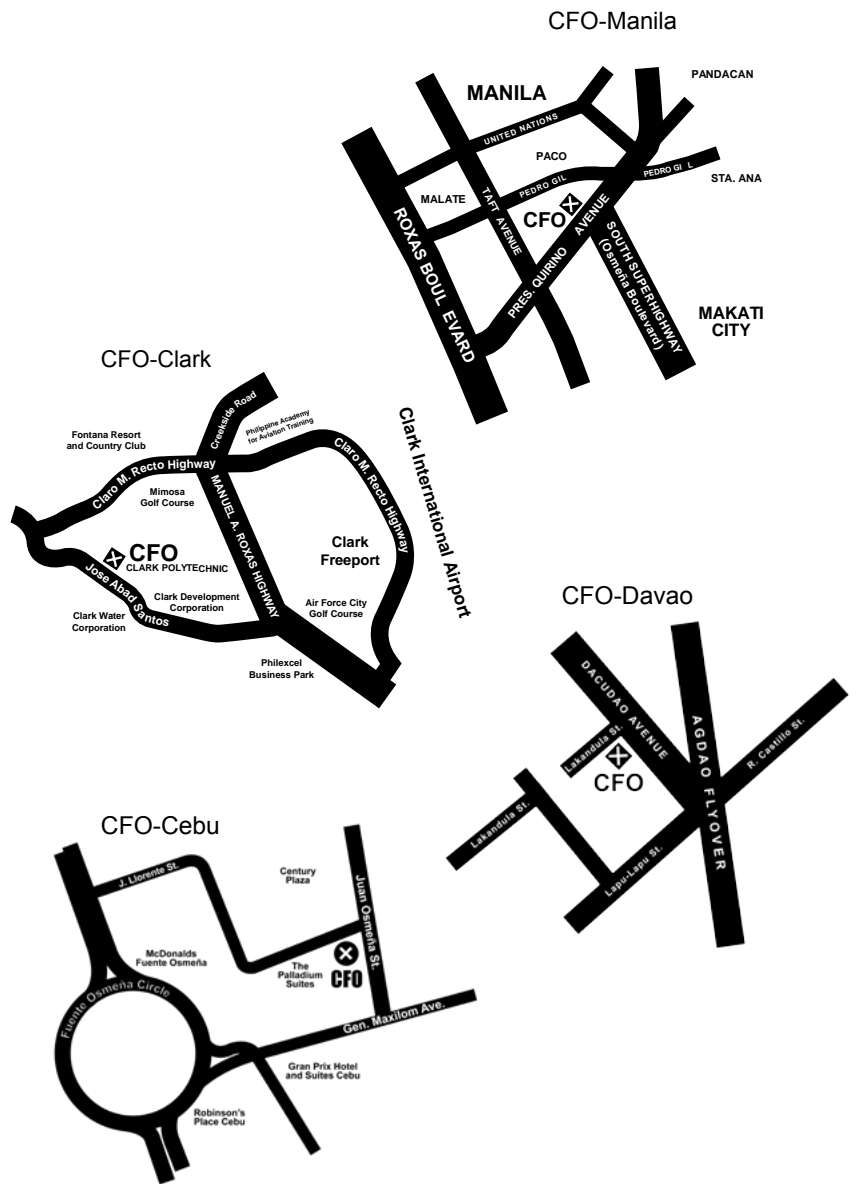 CFO-Manila
MANILA
PANDACAN
UNITED NATIONS
PACO
PEDRO GIL
PEDRO GI L
STA. ANA
MALATE
TAFT AVENUE
CFO
ROXAS BOUL EVARD
PRES. QUIRINO AVENUE
SOUTH SUPERHIGHWAY
(Osmeña Boulevard)
MAKATI
CITY
CFO-Clark
Creekside Road
Philippine Academy
for Aviation Training
Fontana Resort
and Country Club
Claro M. Recto Highway
Claro M. Recto Highway
Clark International Airport
Mimosa
Golf Course
MANUEL A. ROXAS HIGHWAY
CFO
CLARK POLYTECHNIC
Clark
Freeport
Jose Abad Santos
Clark Development
Corporation
Clark Water
Corporation
Air Force City
Golf Course
Philexcel
Business Park
CFO-Davao
DACUDAO AVENUE
AGDAO FLYOVER
Lakandula St.
R. Castillo St.
CFO
Lakandula St.
Lapu-Lapu St.
CFO-Cebu
J. Llorente St.
Century
Plaza
Juan Osmeña St.
McDonalds
Fuente Osmeña
The
Palladium
Suites
CFO
Fuente Osmeña Circle
Gen. Maxilom Ave.
Gran Prix Hotel
and Suites Cebu
Robinson's
Place Cebu